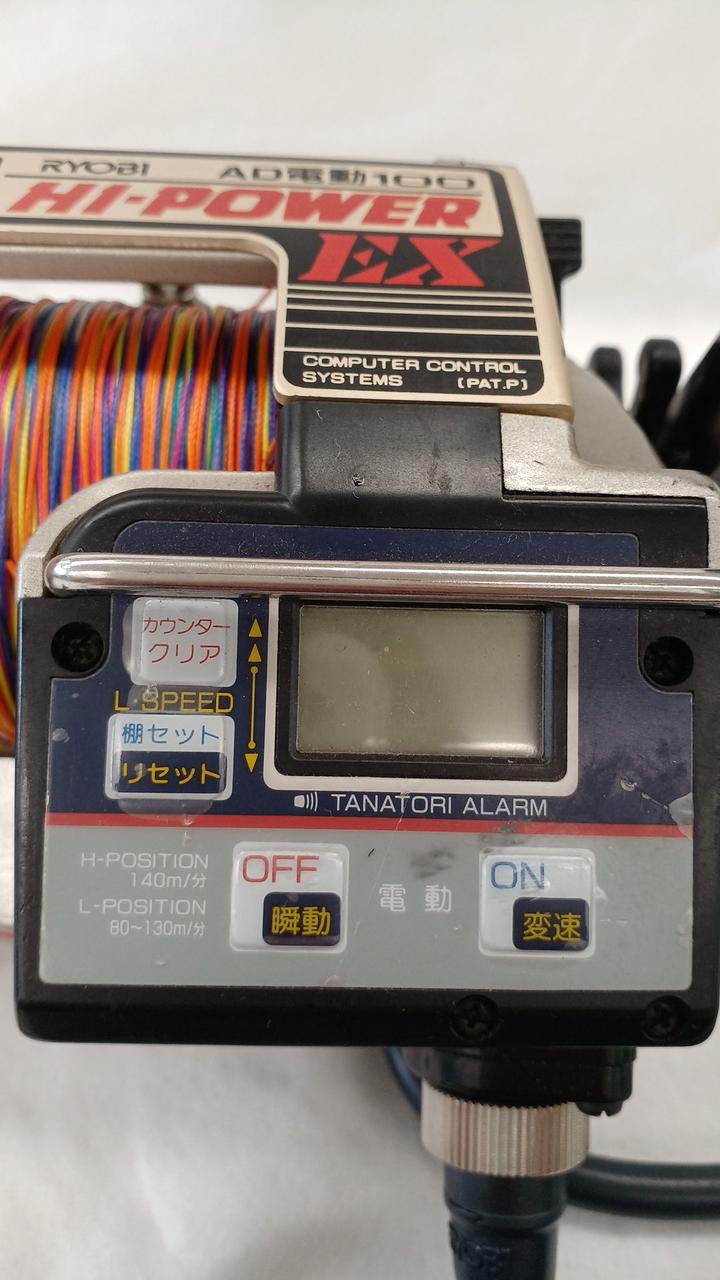 RYOBI AD電動100
HI-POWER
EX
COMPUTER CONTROL
SYSTEMS (PAT.P)
カウンター
クリア
L・SPEED
棚セット
リセット
TANATORI ALARM
H-POSITION
140m/分
L-POSITION
80~130m/分
OFF
瞬動
電動
ON
変速